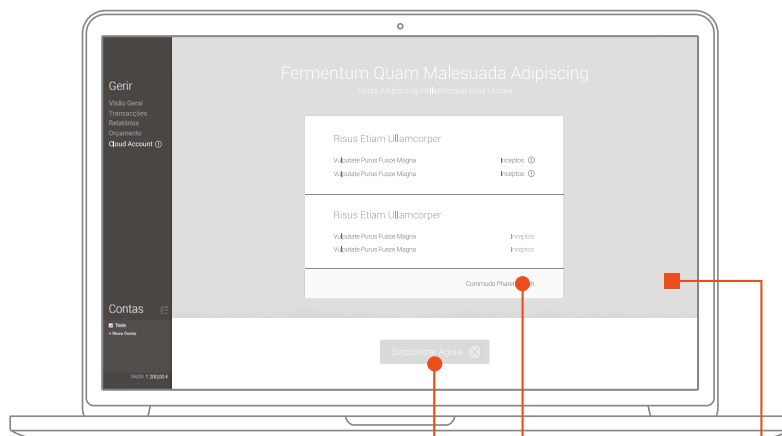 Fermentum Quam Malesuada Adipiscing
Porta Adipiscing Pellentesque Cras Ornare
Gerir
Visão Geral
Transacções
Relatórios
Orçamento
Cloud Account
Risus Etiam Ullamcorper
Vulputate Purus Fusce Magna Inceptos
Vulputate Purus Fusce Magna Inceptos
Risus Etiam Ullamcorper
Vulputate Purus Fusce Magna Inceptos
Vulputate Purus Fusce Magna Inceptos
Commodo
Contas
+ Nova Conta
1 200,00 €
Sincronizar Agora